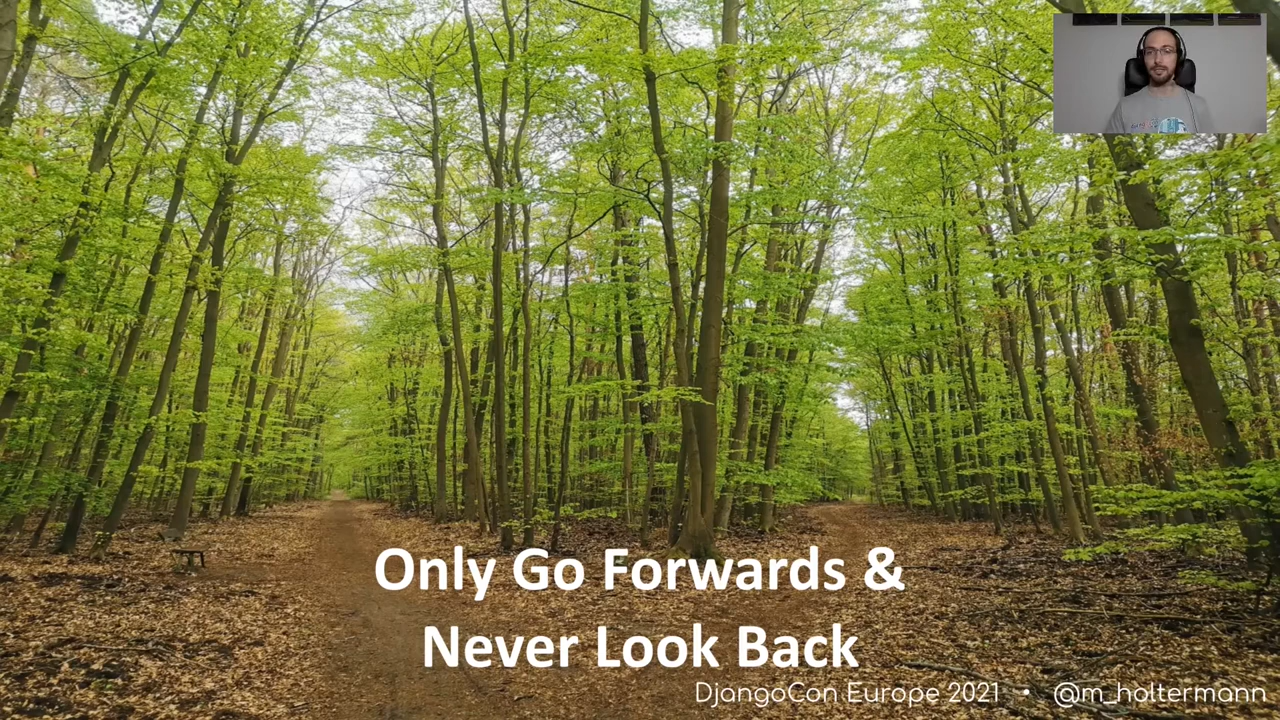 Only Go Forwards &
Never Look Back
DjangoCon Europe 2021 • @m_holtermann